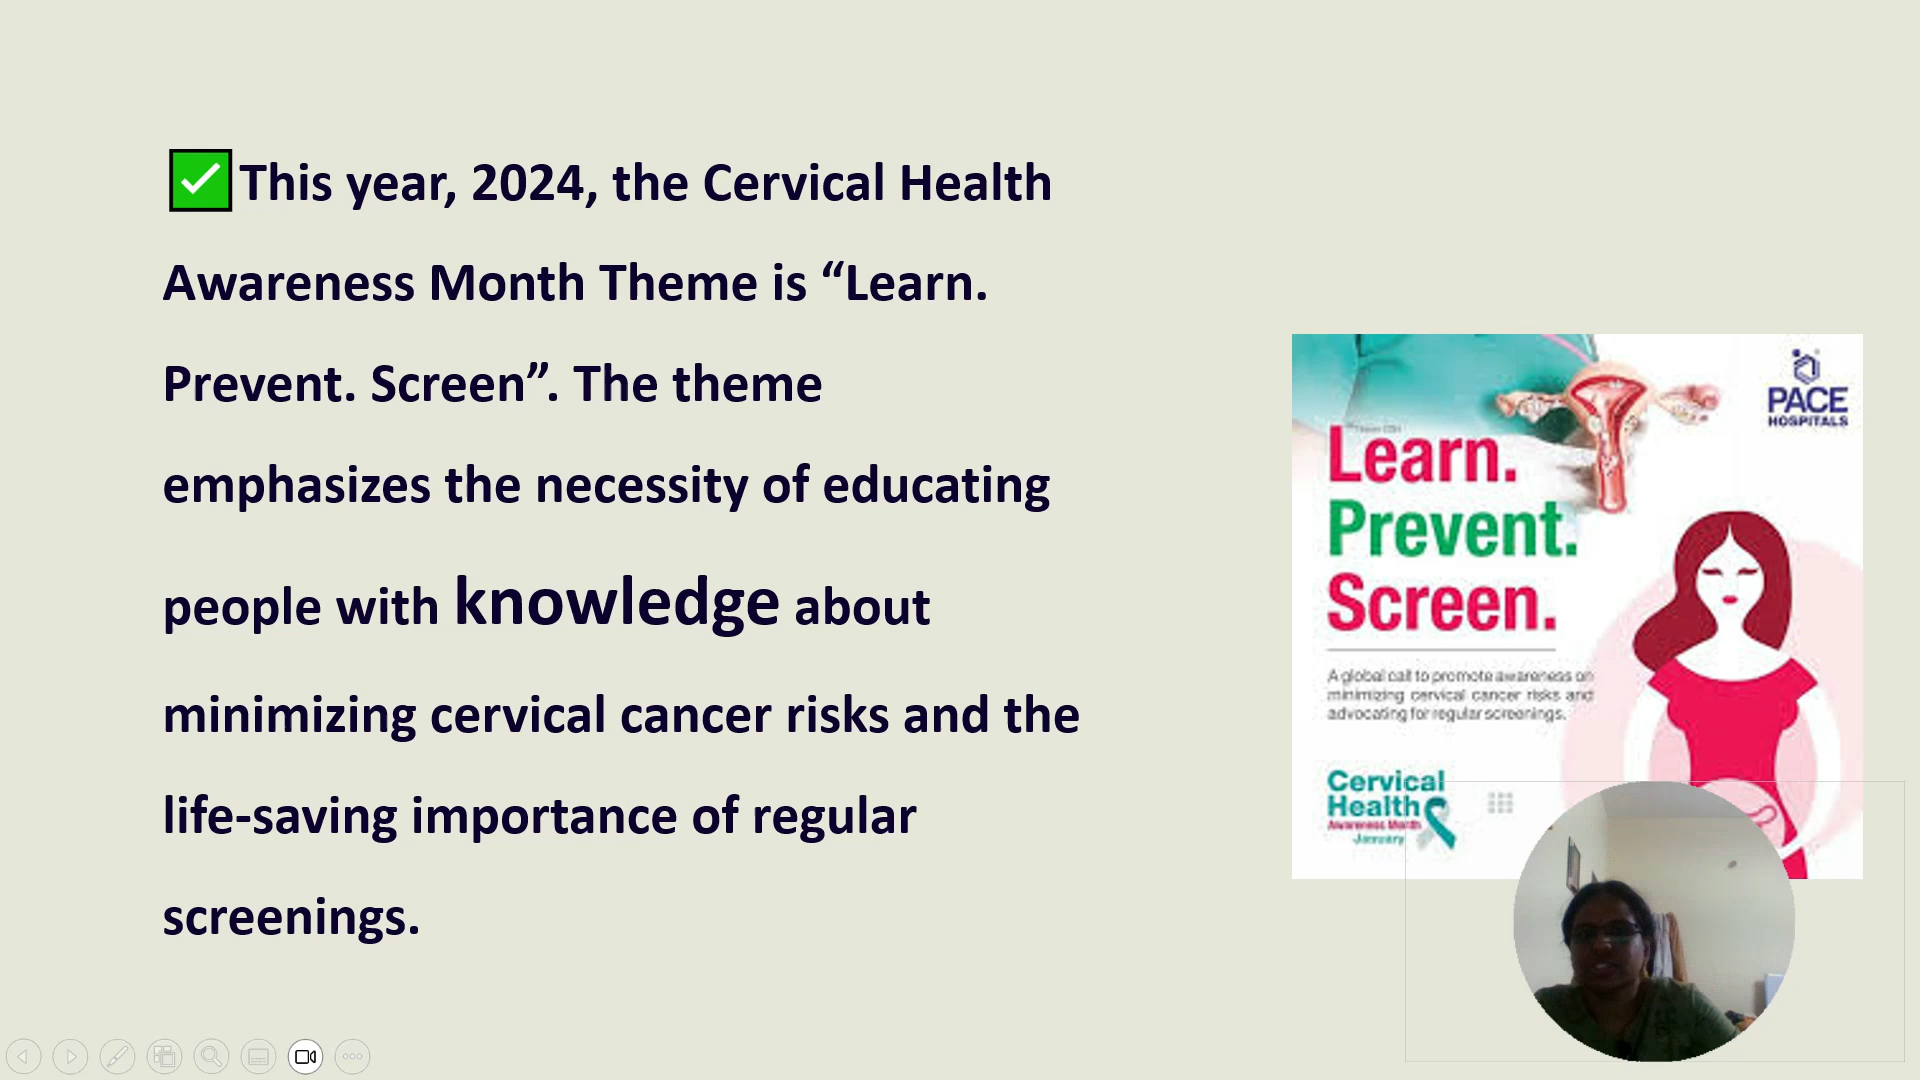 ✅This year, 2024, the Cervical Health
Awareness Month Theme is “Learn.
Prevent. Screen”. The theme
emphasizes the necessity of educating
people with knowledge about
minimizing cervical cancer risks and the
life-saving importance of regular
screenings.
PACE
HOSPITALS
Learn.
Prevent.
Screen.
A global call to promote awareness on
minimizing cervical cancer risks and
advocating for regular screenings.
Cervical
Health
Awareness Month
January